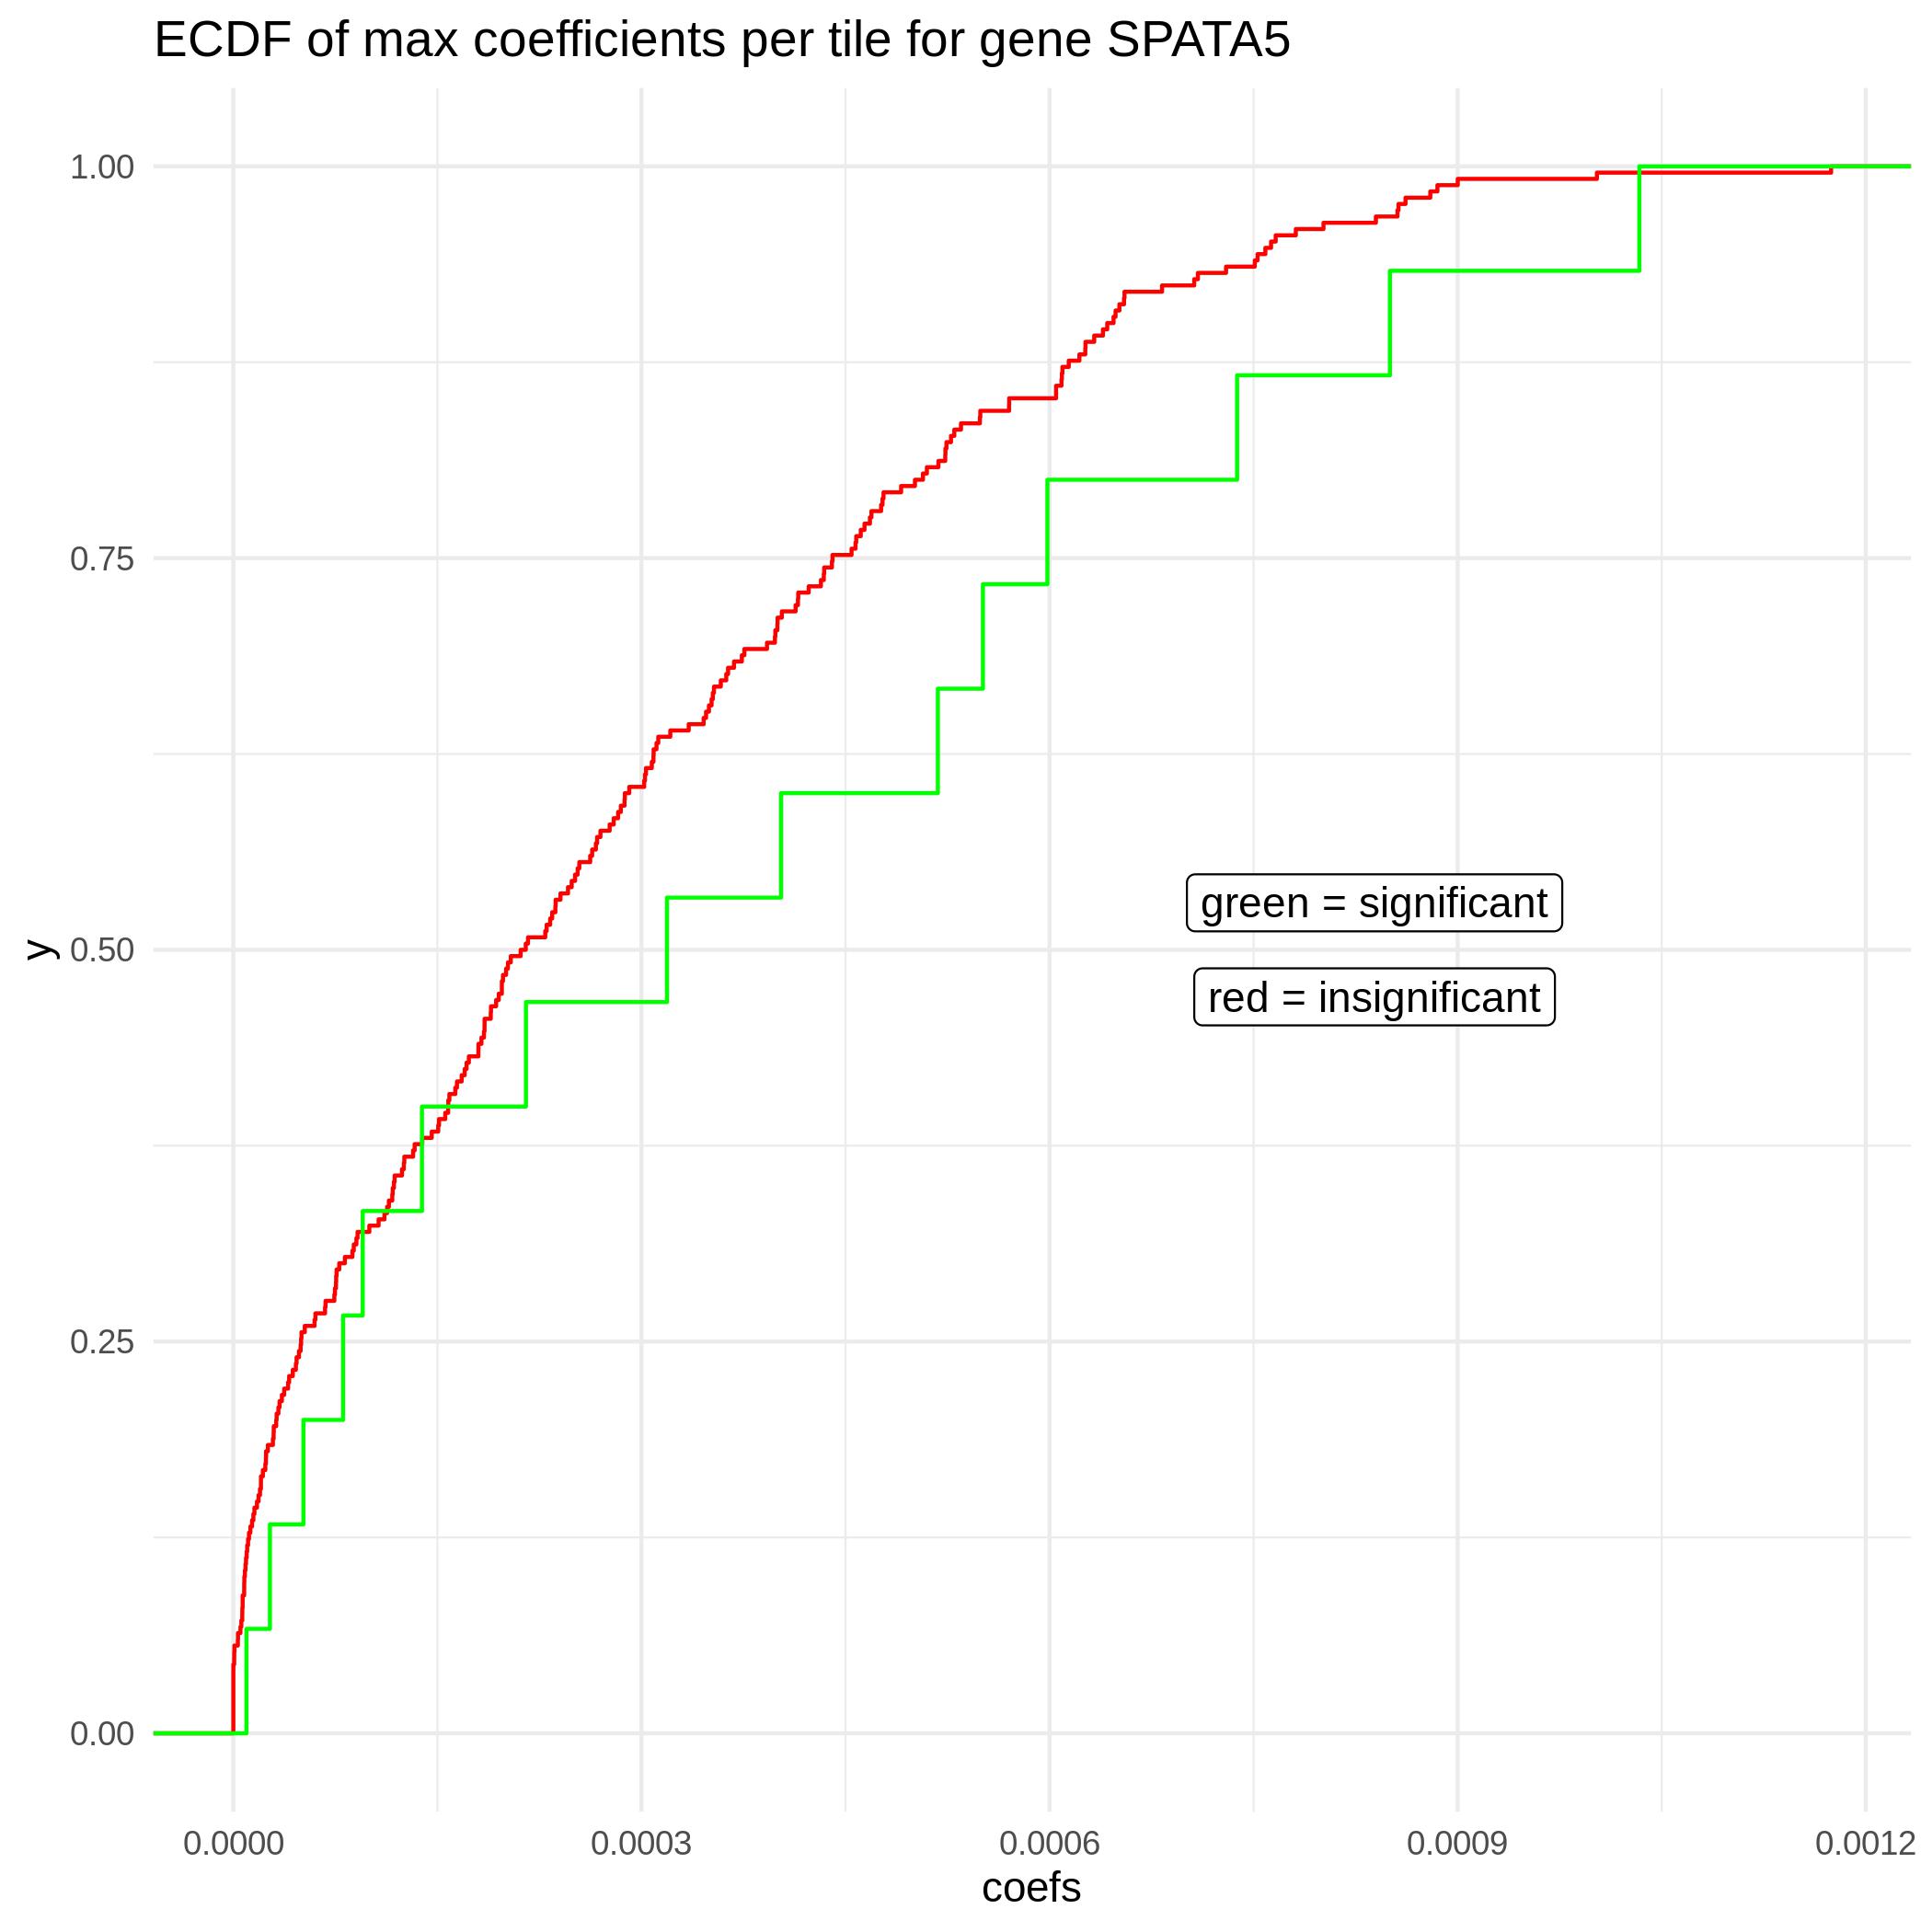 ECDF of max coefficients per tile for gene SPATA5
1.00
0.75
0.50
0.25
0.00
y
green = significant
red = insignificant
0.0000 0.0003 0.0006 0.0009 0.0012
coefs